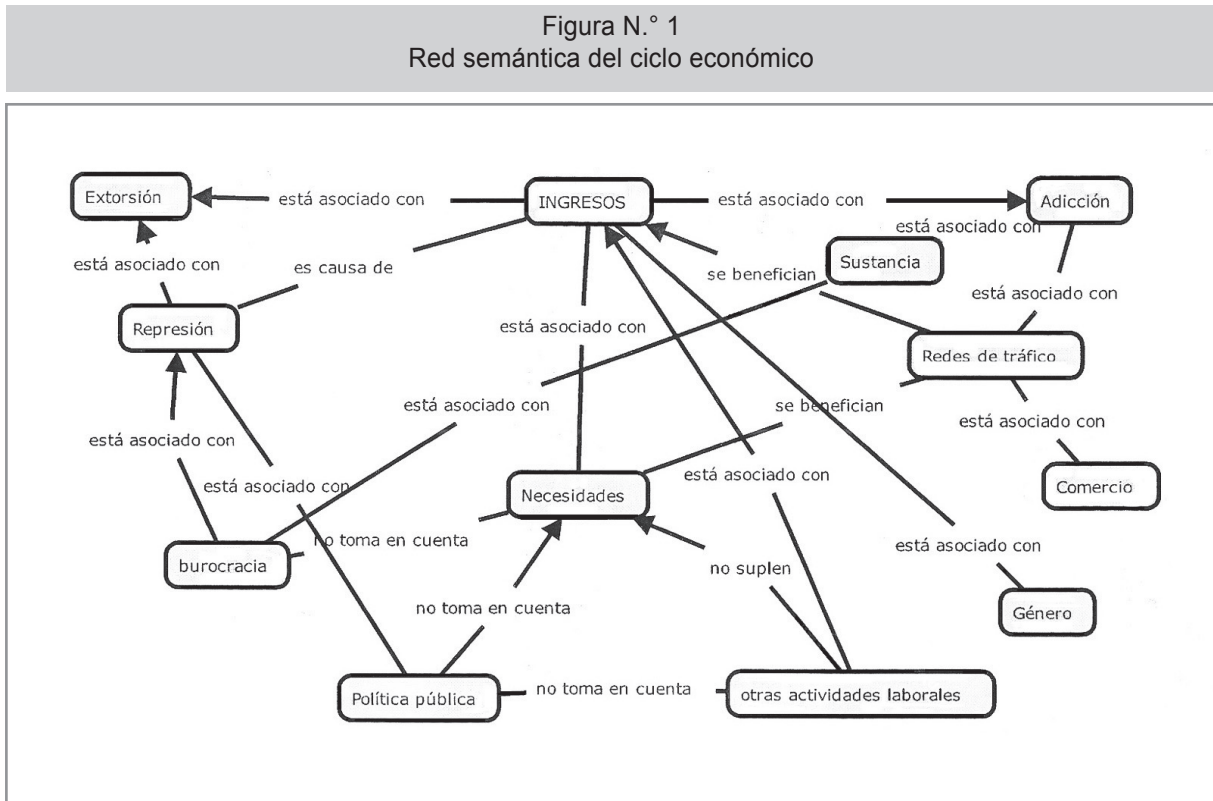 Figura N.° 1
Red semántica del ciclo económico
Extorsión
está asociado con
INGRESOS
está asociado con
Adicción
está asociado con
está asociado con
es causa de
se benefician
Sustancia
está asociado con
Represión
está asociado con
Redes de tráfico
está asociado con
se benefician
está asociado con
está asociado con
está asociado con
está asociado con
Necesidades
Comercio
no toma en cuenta
está asociado con
burocracia
no suplen
no toma en cuenta
Género
Política pública
no toma en cuenta
otras actividades laborales